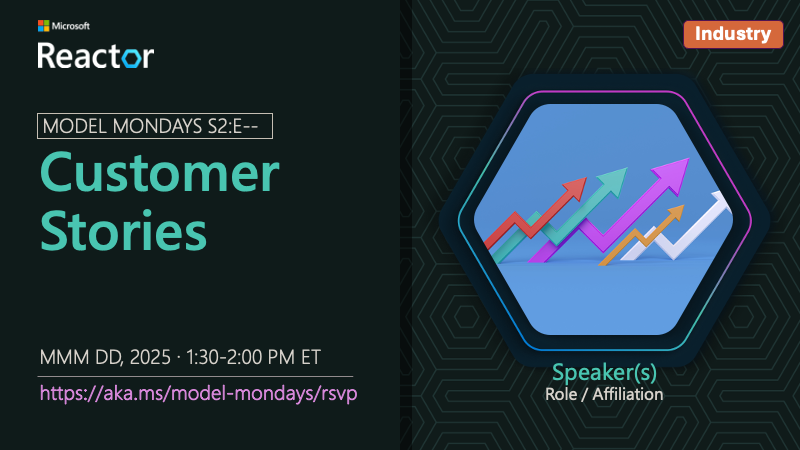 Microsoft
Reactor
Industry
MODEL MONDAYS S2:E--
Customer
Stories
MMM DD, 2025 · 1:30-2:00 PM ET
https://aka.ms/model-mondays/rsvp
Speaker(s)
Role / Affiliation